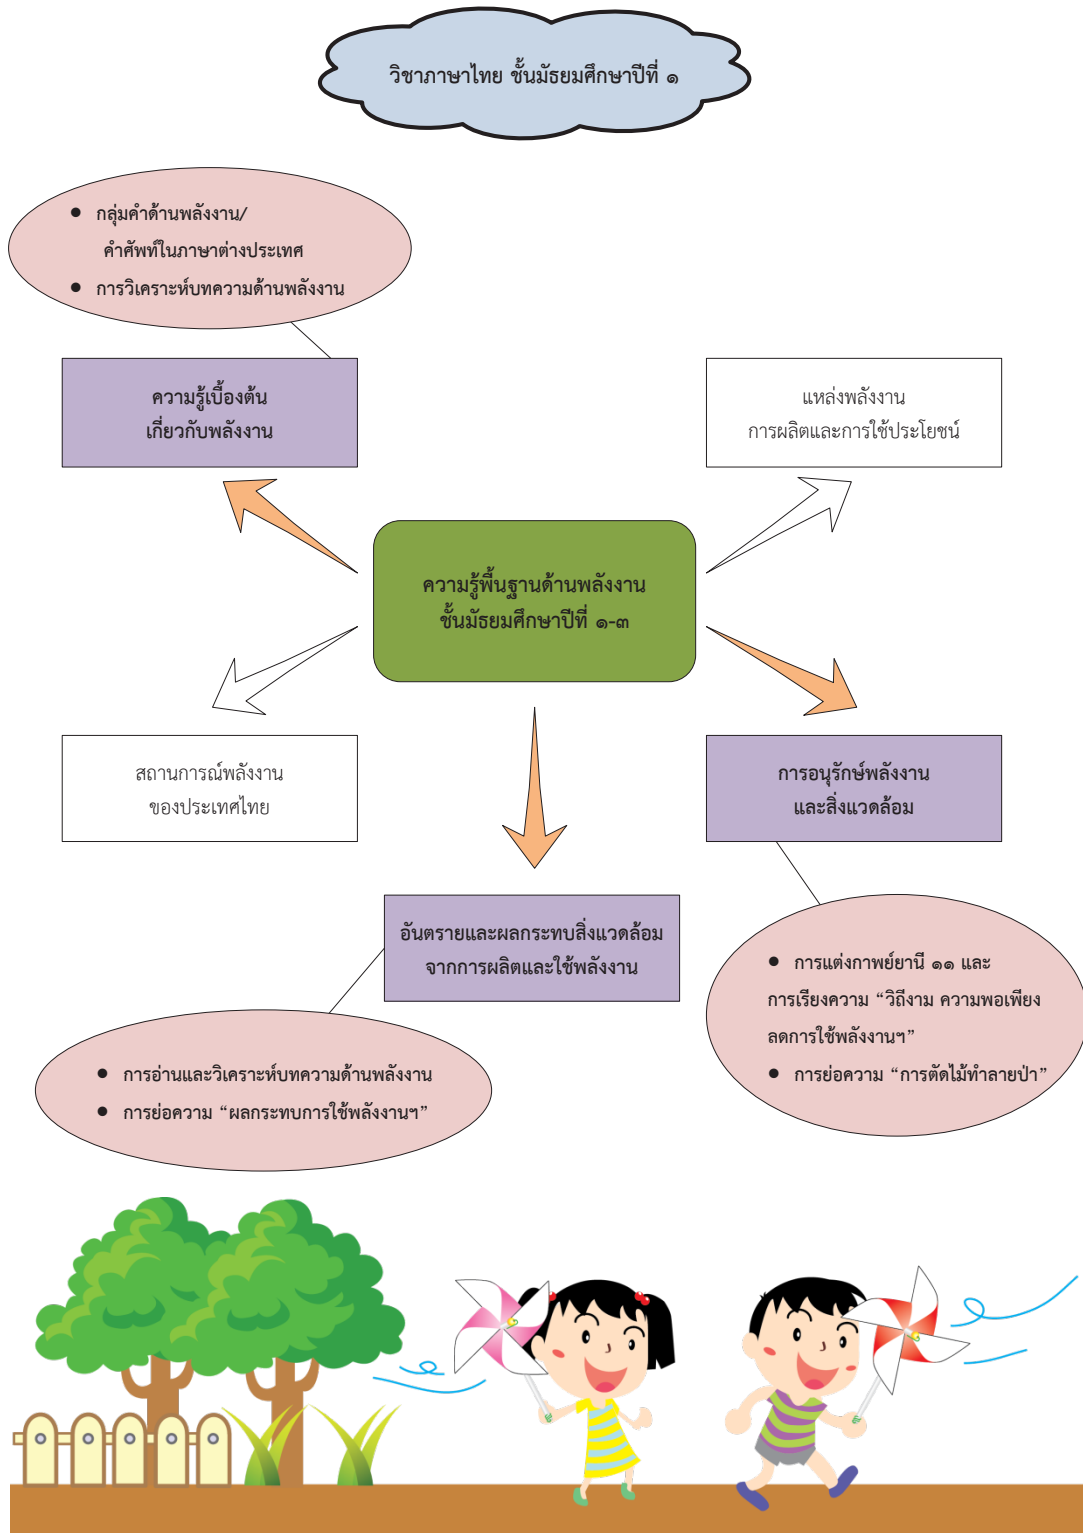 วิชาภาษาไทย ชั้นมัธยมศึกษาปีที่ ๑
● กลุ่มคำด้านพลังงาน/
คำศัพท์ในภาษาต่างประเทศ
● การวิเคราะห์บทความด้านพลังงาน
ความรู้เบื้องต้น
เกี่ยวกับพลังงาน
แหล่งพลังงาน
การผลิตและการใช้ประโยชน์
ความรู้พื้นฐานด้านพลังงาน
ชั้นมัธยมศึกษาปีที่ ๑-๓
สถานการณ์พลังงาน
ของประเทศไทย
การอนุรักษ์พลังงาน
และสิ่งแวดล้อม
อันตรายและผลกระทบสิ่งแวดล้อม
จากการผลิตและใช้พลังงาน
● การแต่งกาพย์ยานี ๑๑ และ
การเรียงความ “วิถีงาม ความพอเพียง
ลดการใช้พลังงานฯ”
● การย่อความ “การตัดไม้ทำลายป่า”
● การอ่านและวิเคราะห์บทความด้านพลังงาน
● การย่อความ “ผลกระทบการใช้พลังงานฯ”